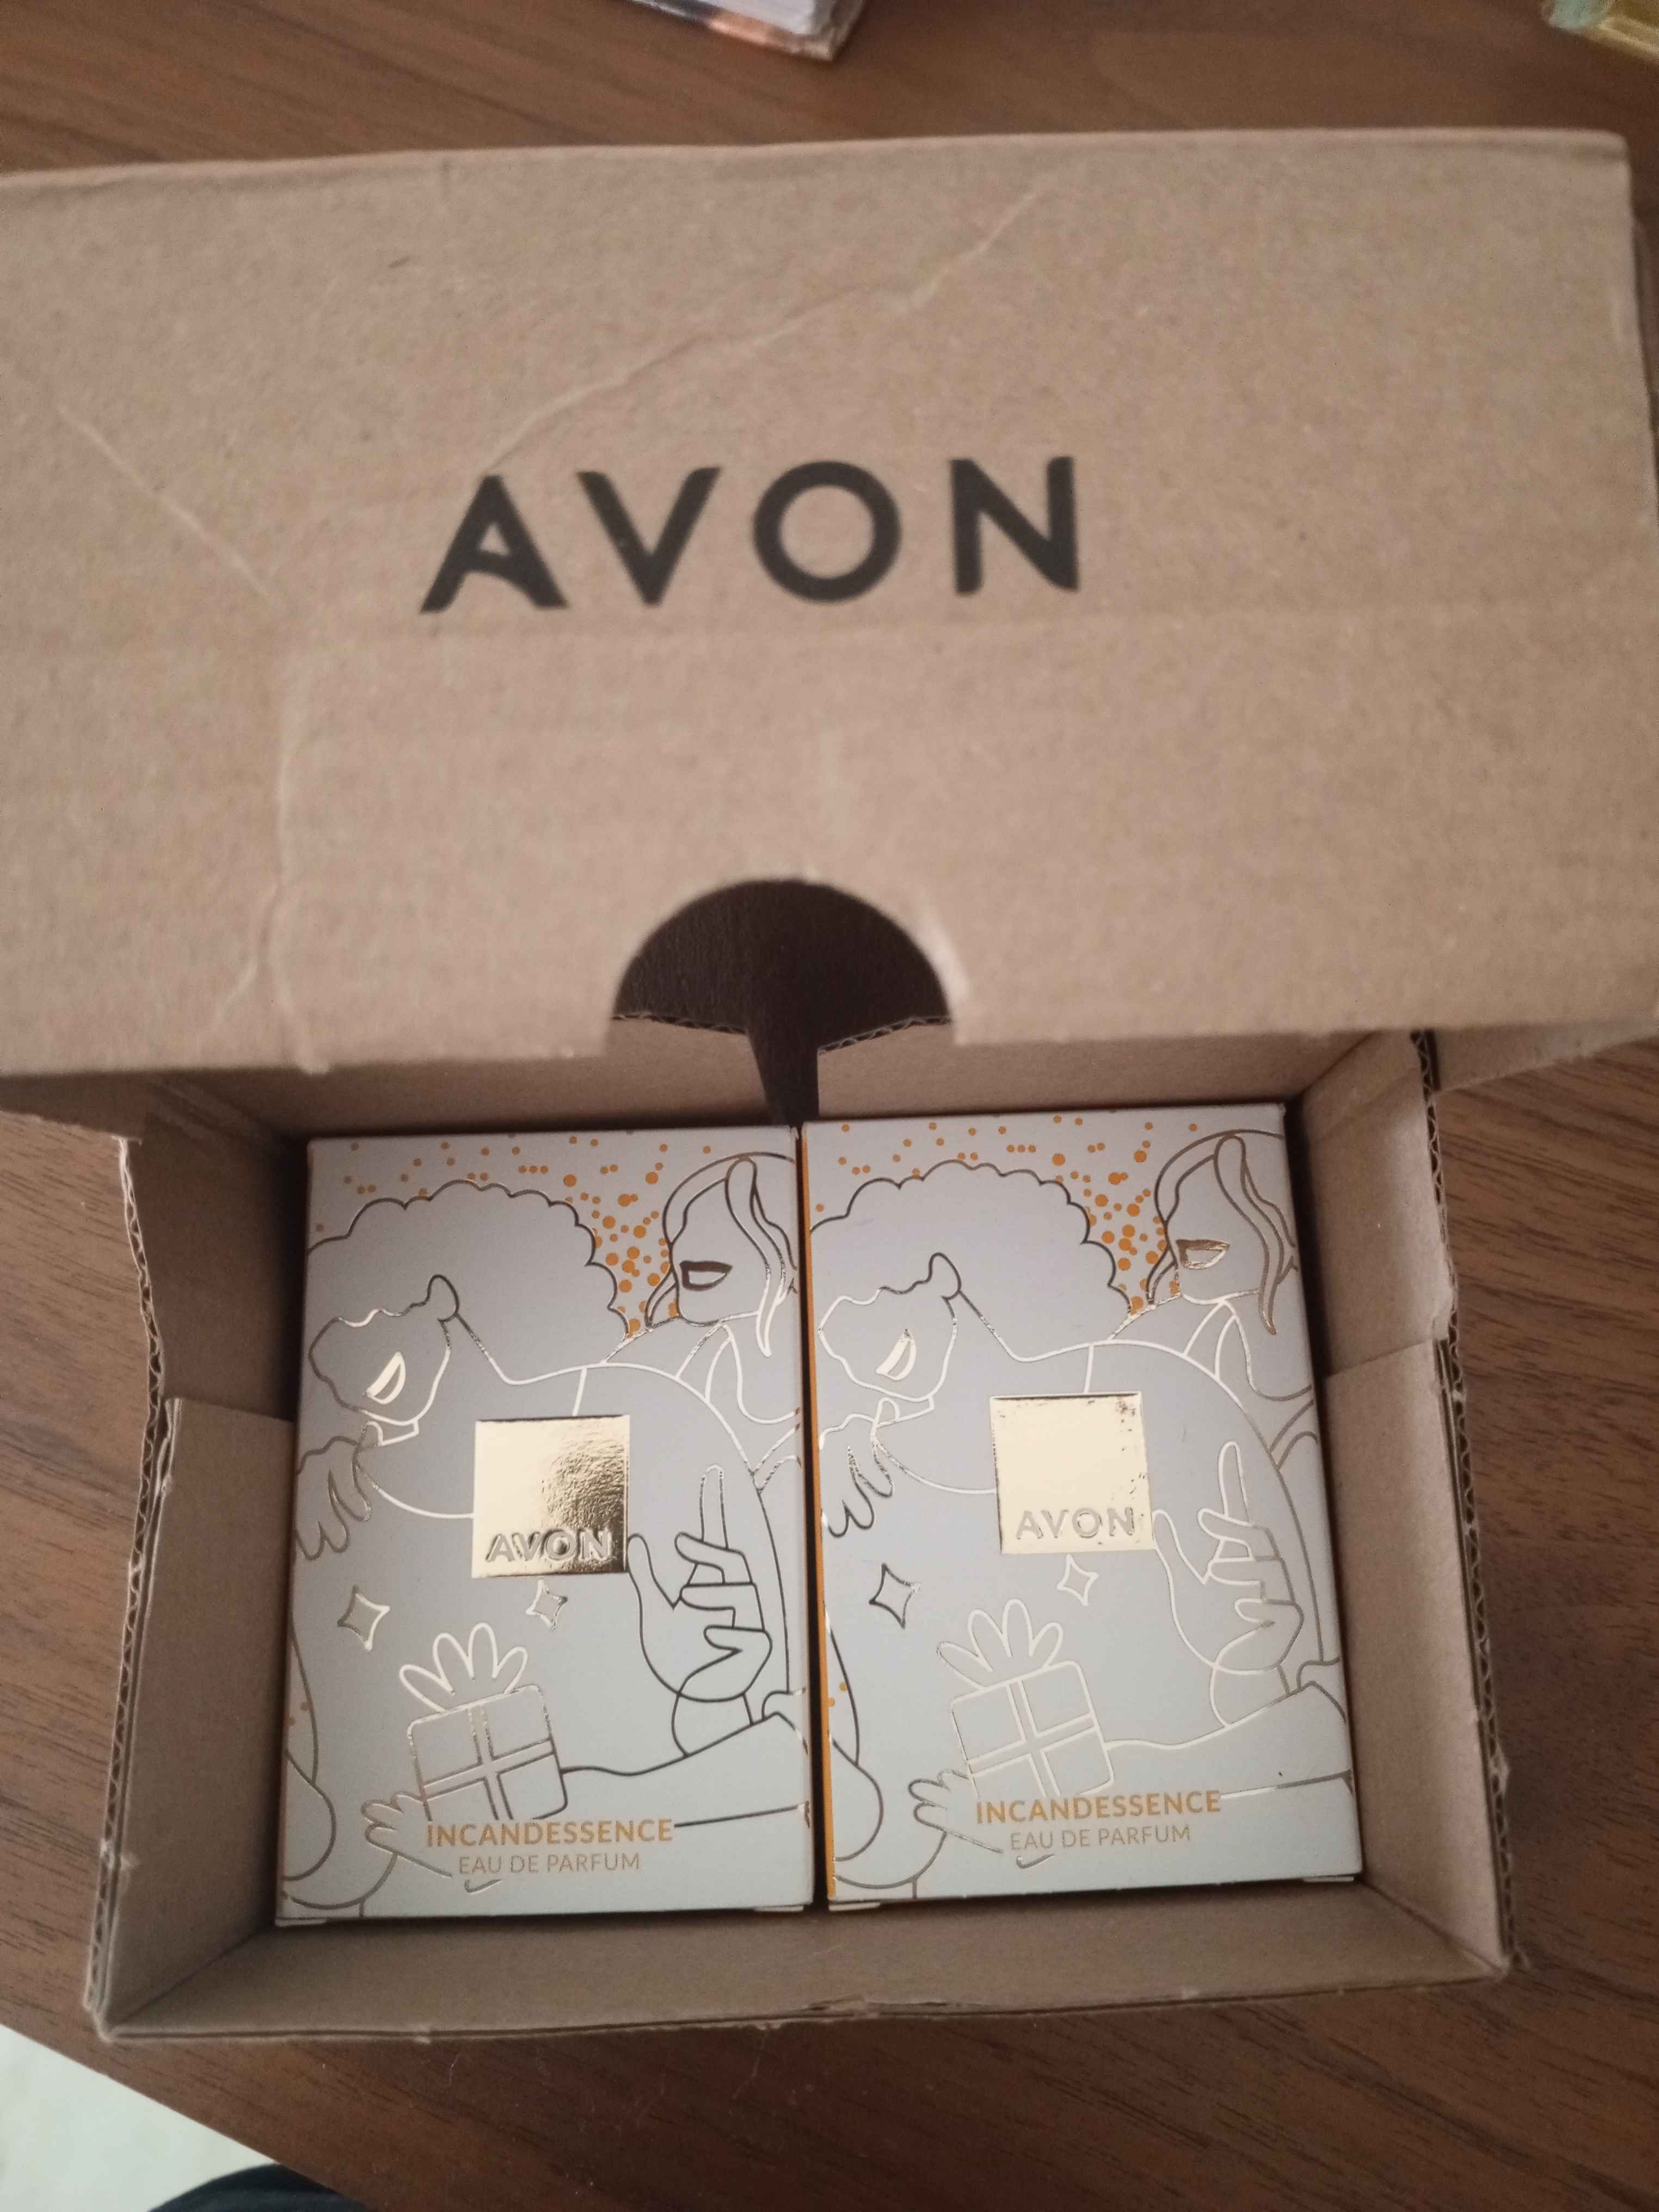 AVON
AVON
INCANDESSENCE
EAU DE PARFUM
AVON
INCANDESSENCE
EAU DE PARFUM